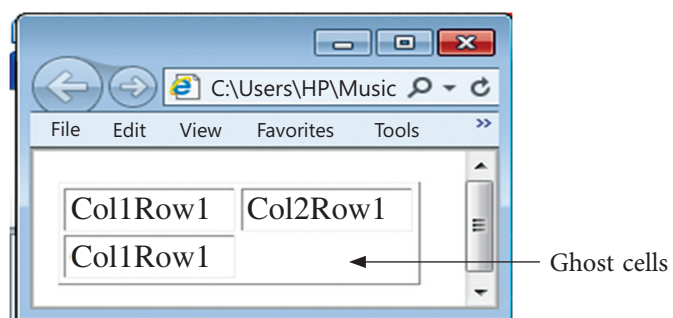 C:\Users\HP\Music
File Edit View Favorites Tools »
Col1Row1 Col2Row1
Col1Row1
Ghost cells